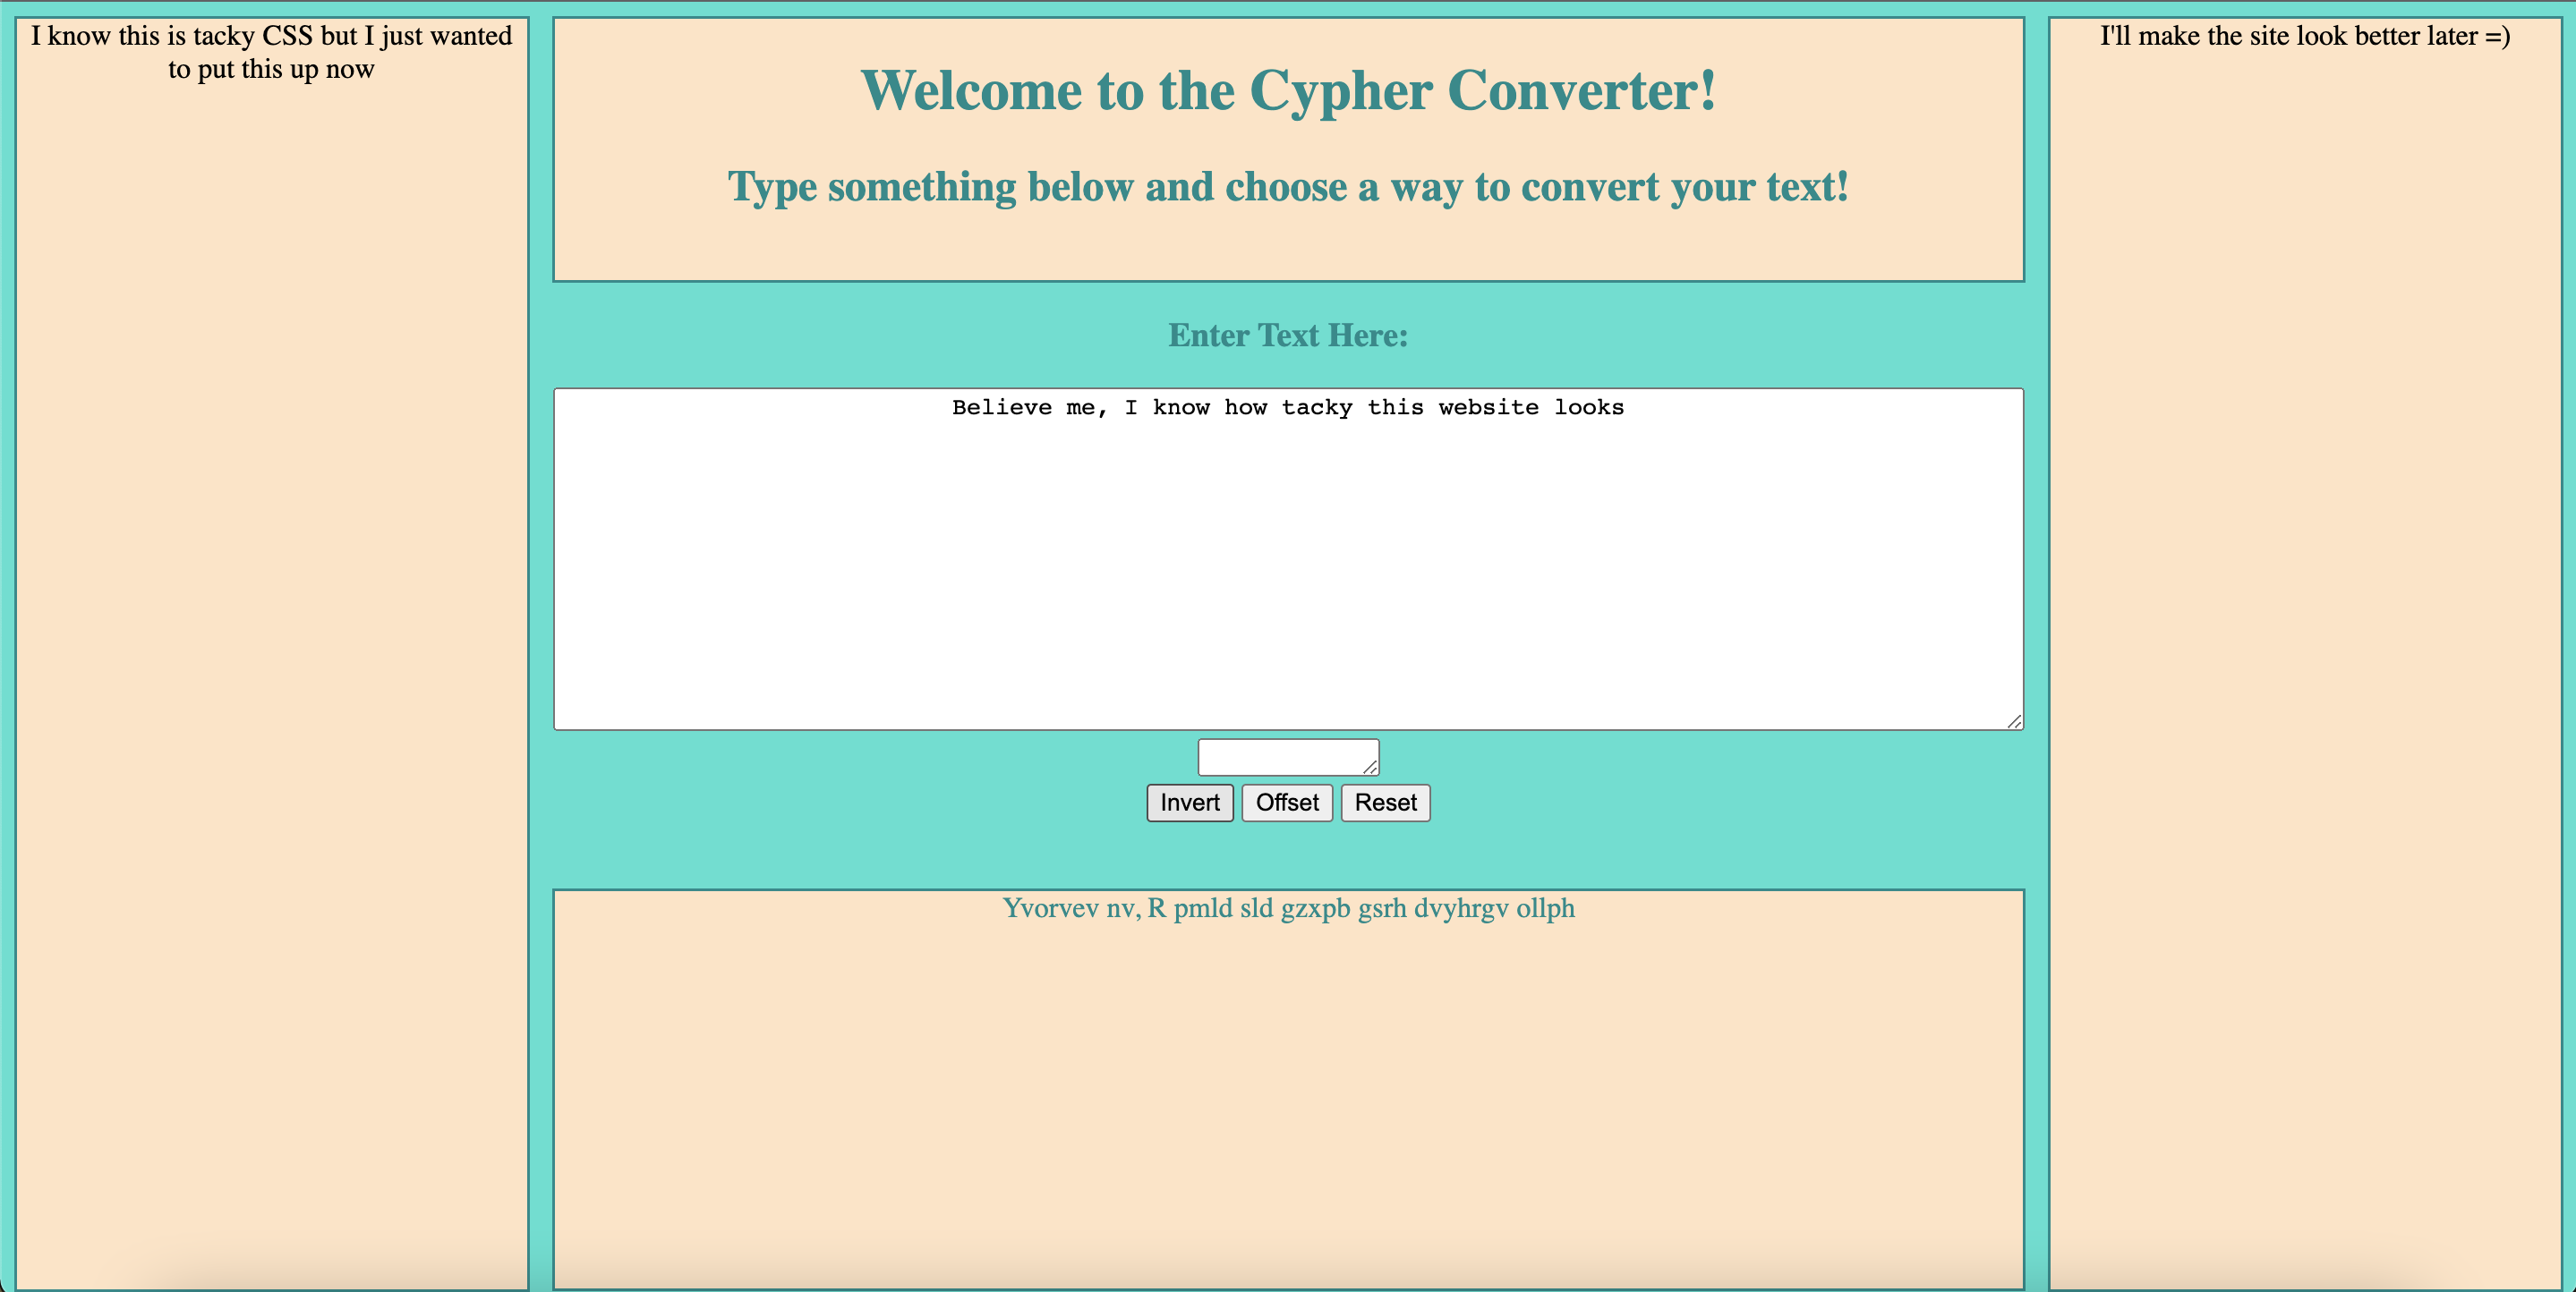 I know this is tacky CSS but I just wanted
to put this up now
Welcome to the Cypher Converter!
Type something below and choose a way to convert your text!
Enter Text Here:
Believe me, I know how tacky this website looks
Invert Offset Reset
Yvorvev nv, R pmld sld gzxpb gsrh dvyhrgv ollph
I'll make the site look better later =)